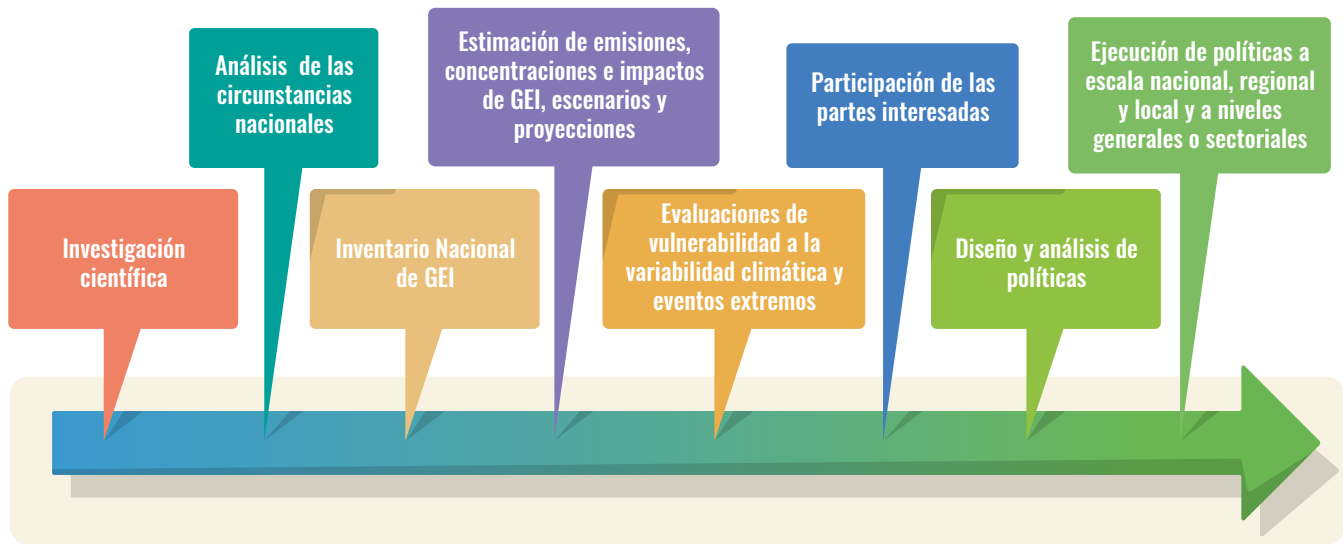 Investigación
científica
Análisis de las
circunstancias
nacionales
Inventario Nacional
de GEI
Estimación de emisiones,
concentraciones e impactos
de GEI, escenarios y
proyecciones
Evaluaciones de
vulnerabilidad a la
variabilidad climática y
eventos extremos
Participación de las
partes interesadas
Diseño y análisis de
políticas
Ejecución de políticas a
escala nacional, regional
y local y a niveles
generales o sectoriales